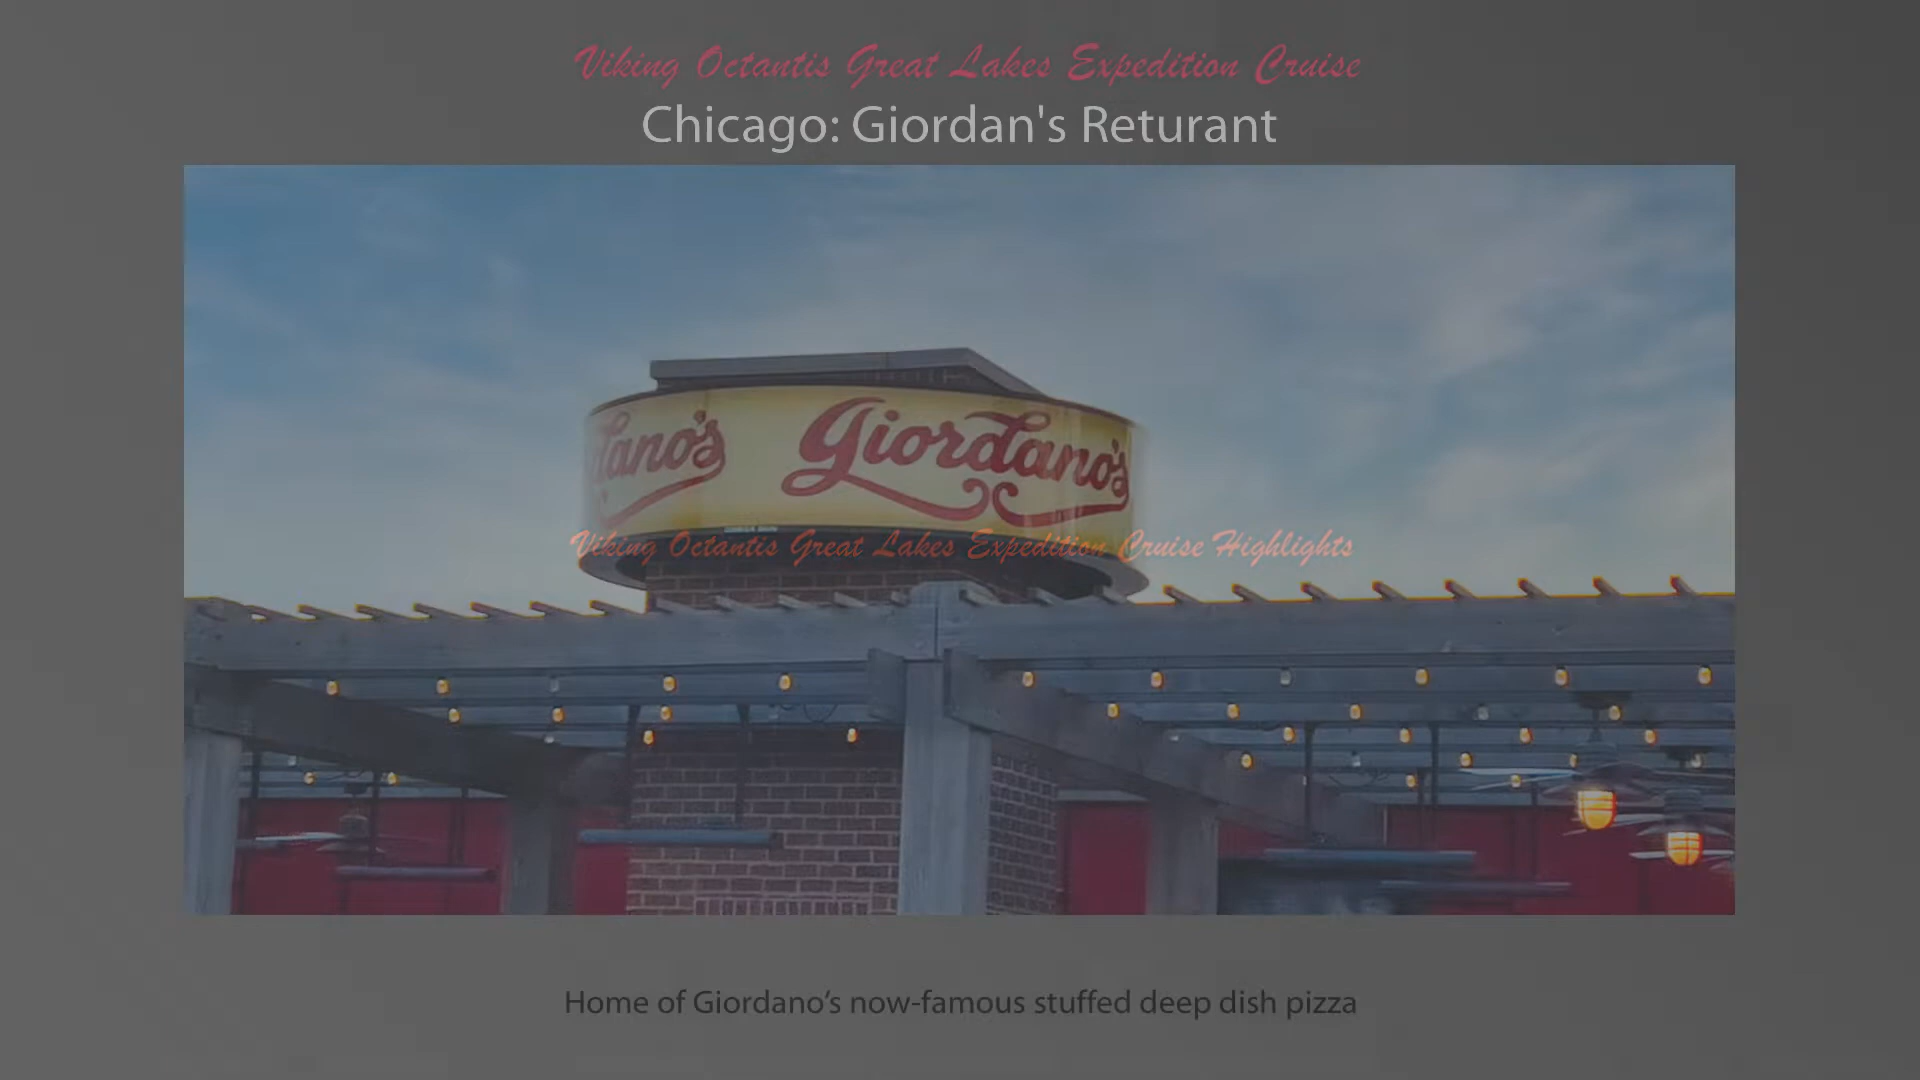 Viking Octantis Great Lakes Expedition Cruise
Chicago: Giordan's Returant
dano's Giordano's
Viking Octantis Great Lakes Expedition Cruise Highlights
Home of Giordano’s now-famous stuffed deep dish pizza